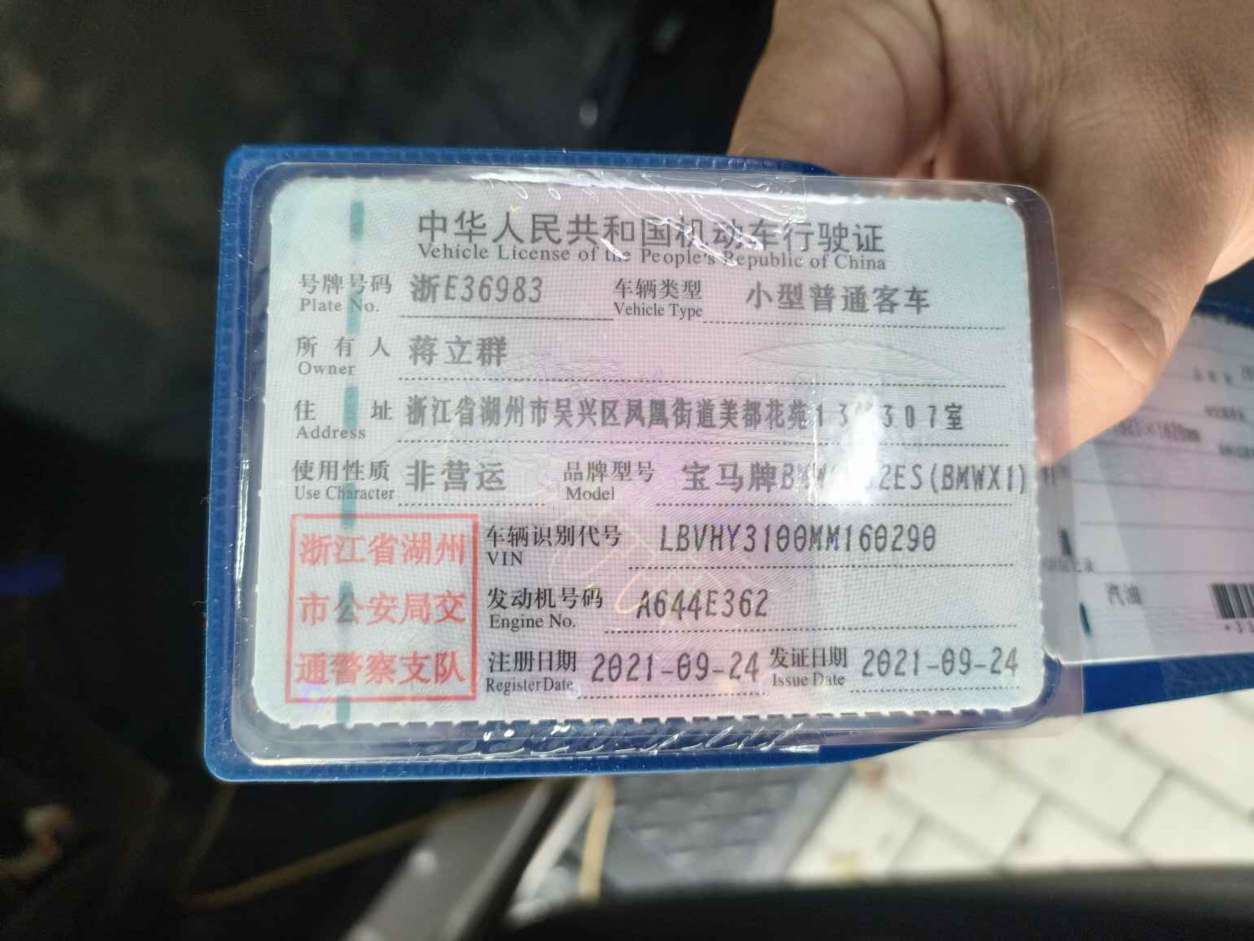 中华人民共和国机动车行驶证
Vehicle License of the People's Republic of China
号牌号码 浙E36983 车辆类型 小型普通客车
Plate No. Vehicle Type
所有人 蒋立群
Owner
住址 浙江省湖州市吴兴区凤凰街道美都花苑13 307室
Address
使用性质 非营运 品牌型号 宝马牌 2ES(BMWX1)
Use Character Model
浙江省湖州
市公安局交
通警察支队
车辆识别代号 LBVHY3100MM160290
VIN
发动机号码 A644E362
Engine No.
注册日期 2021-09-24 发证日期 2021-09-24
Register Date Issue Date
汽油